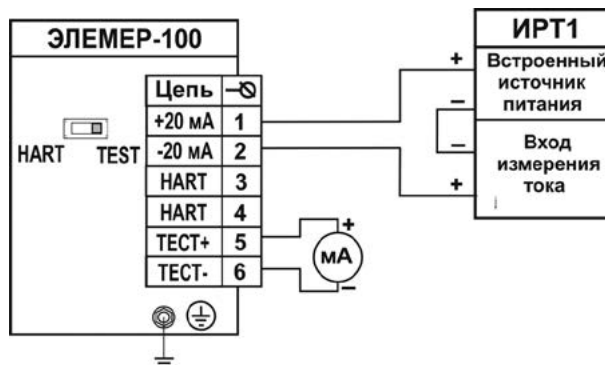 ЭЛЕМЕР-100
Цепь
+20 мА 1
-20 мА 2
HART 3
HART 4
ТЕСТ+ 5
ТЕСТ- 6
HART TEST
+
мА
−
ИРТ1
+
Встроенный
источник
питания
−
−
Вход
измерения
тока
+